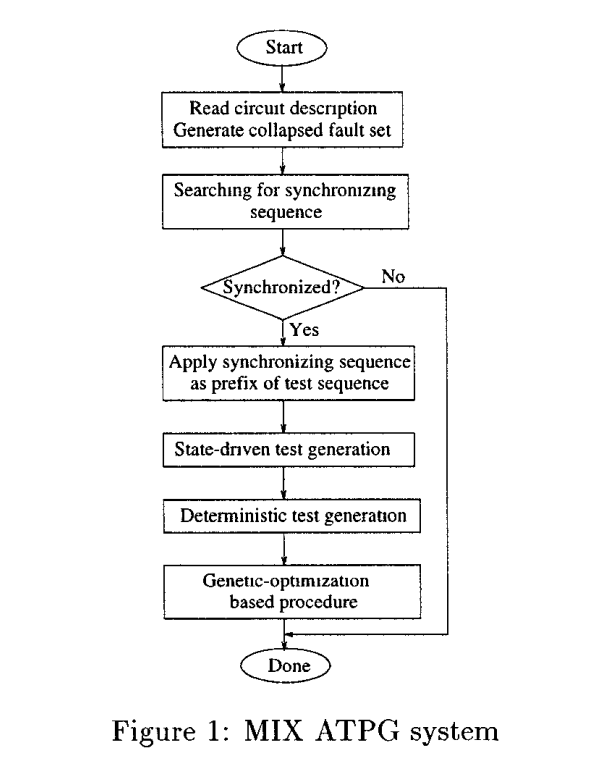 Start
Read circuit description
Generate collapsed fault set
Searching for synchronizing
sequence
Synchronized?
No
Yes
Apply synchronizing sequence
as prefix of test sequence
State-driven test generation
Deterministic test generation
Genetic-optimization
based procedure
Done
Figure 1: MIX ATPG system